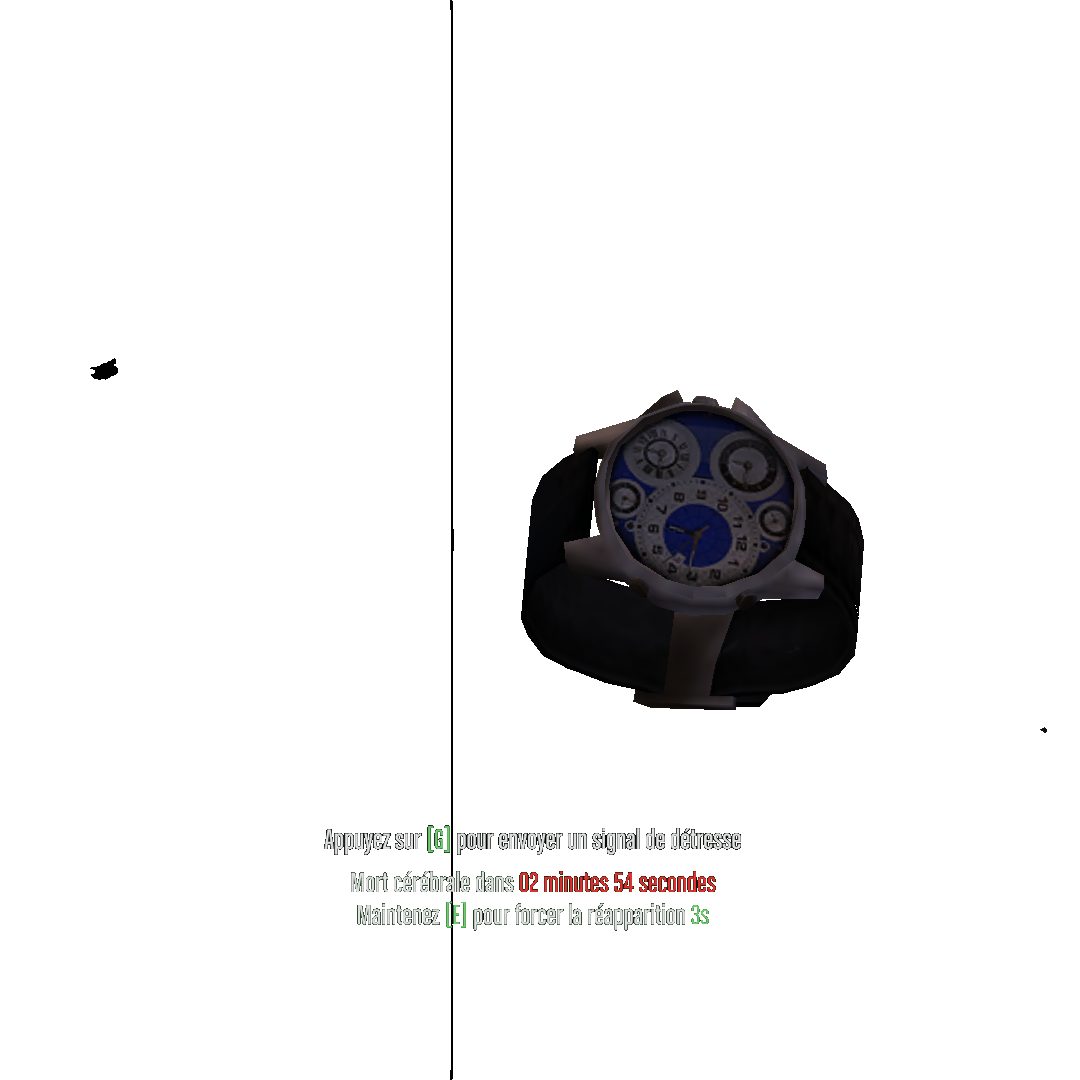 Appuyez sur [G] pour envoyer un signal de détresse
Mort cérébrale dans 02 minutes 54 secondes
Maintenez [E] pour forcer la réapparition 3s